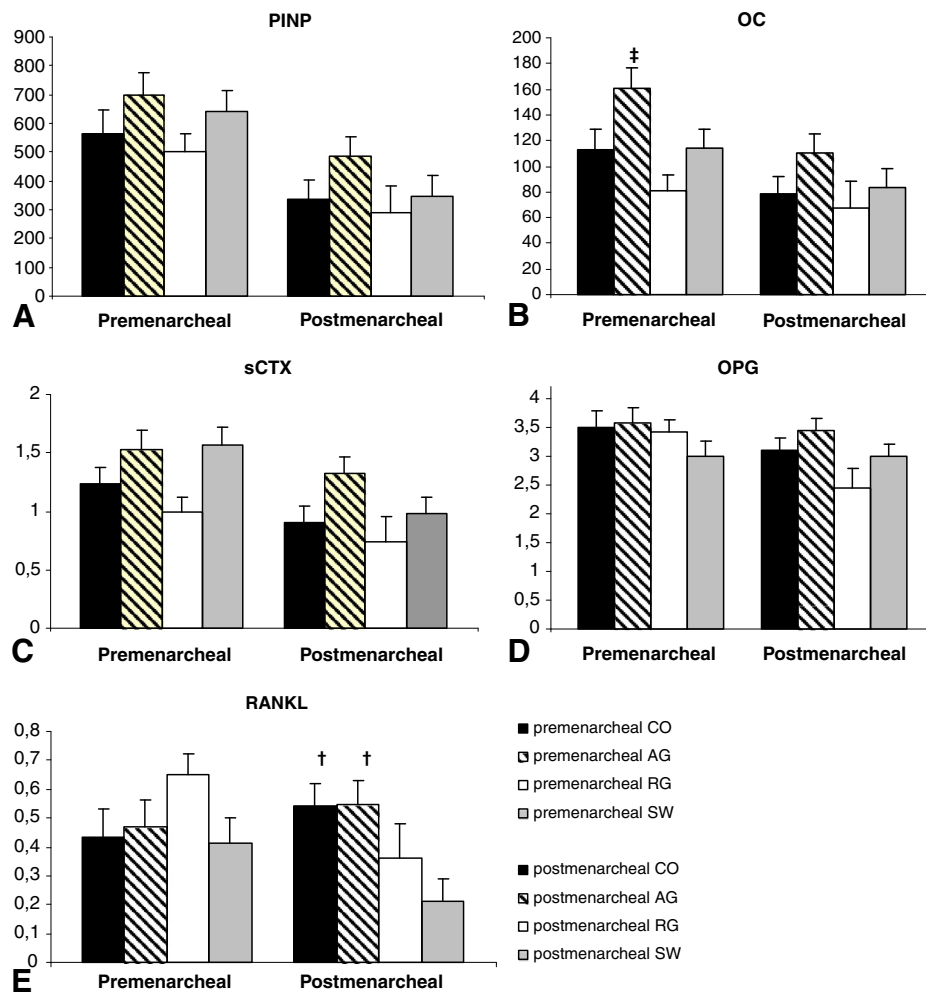 PINP
900
800
700
600
500
400
300
200
100
0
Premenarcheal Postmenarcheal
A
OC
200
180
160
140
120
100
80
60
40
20
0
‡
Premenarcheal Postmenarcheal
B
sCTX
2
1,5
1
0,5
0
Premenarcheal Postmenarcheal
C
OPG
4
3,5
3
2,5
2
1,5
1
0,5
0
Premenarcheal Postmenarcheal
D
RANKL
0,8
0,7
0,6
0,5
0,4
0,3
0,2
0,1
0
† †
Premenarcheal Postmenarcheal
E
premenarcheal CO
premenarcheal AG
premenarcheal RG
premenarcheal SW
postmenarcheal CO
postmenarcheal AG
postmenarcheal RG
postmenarcheal SW